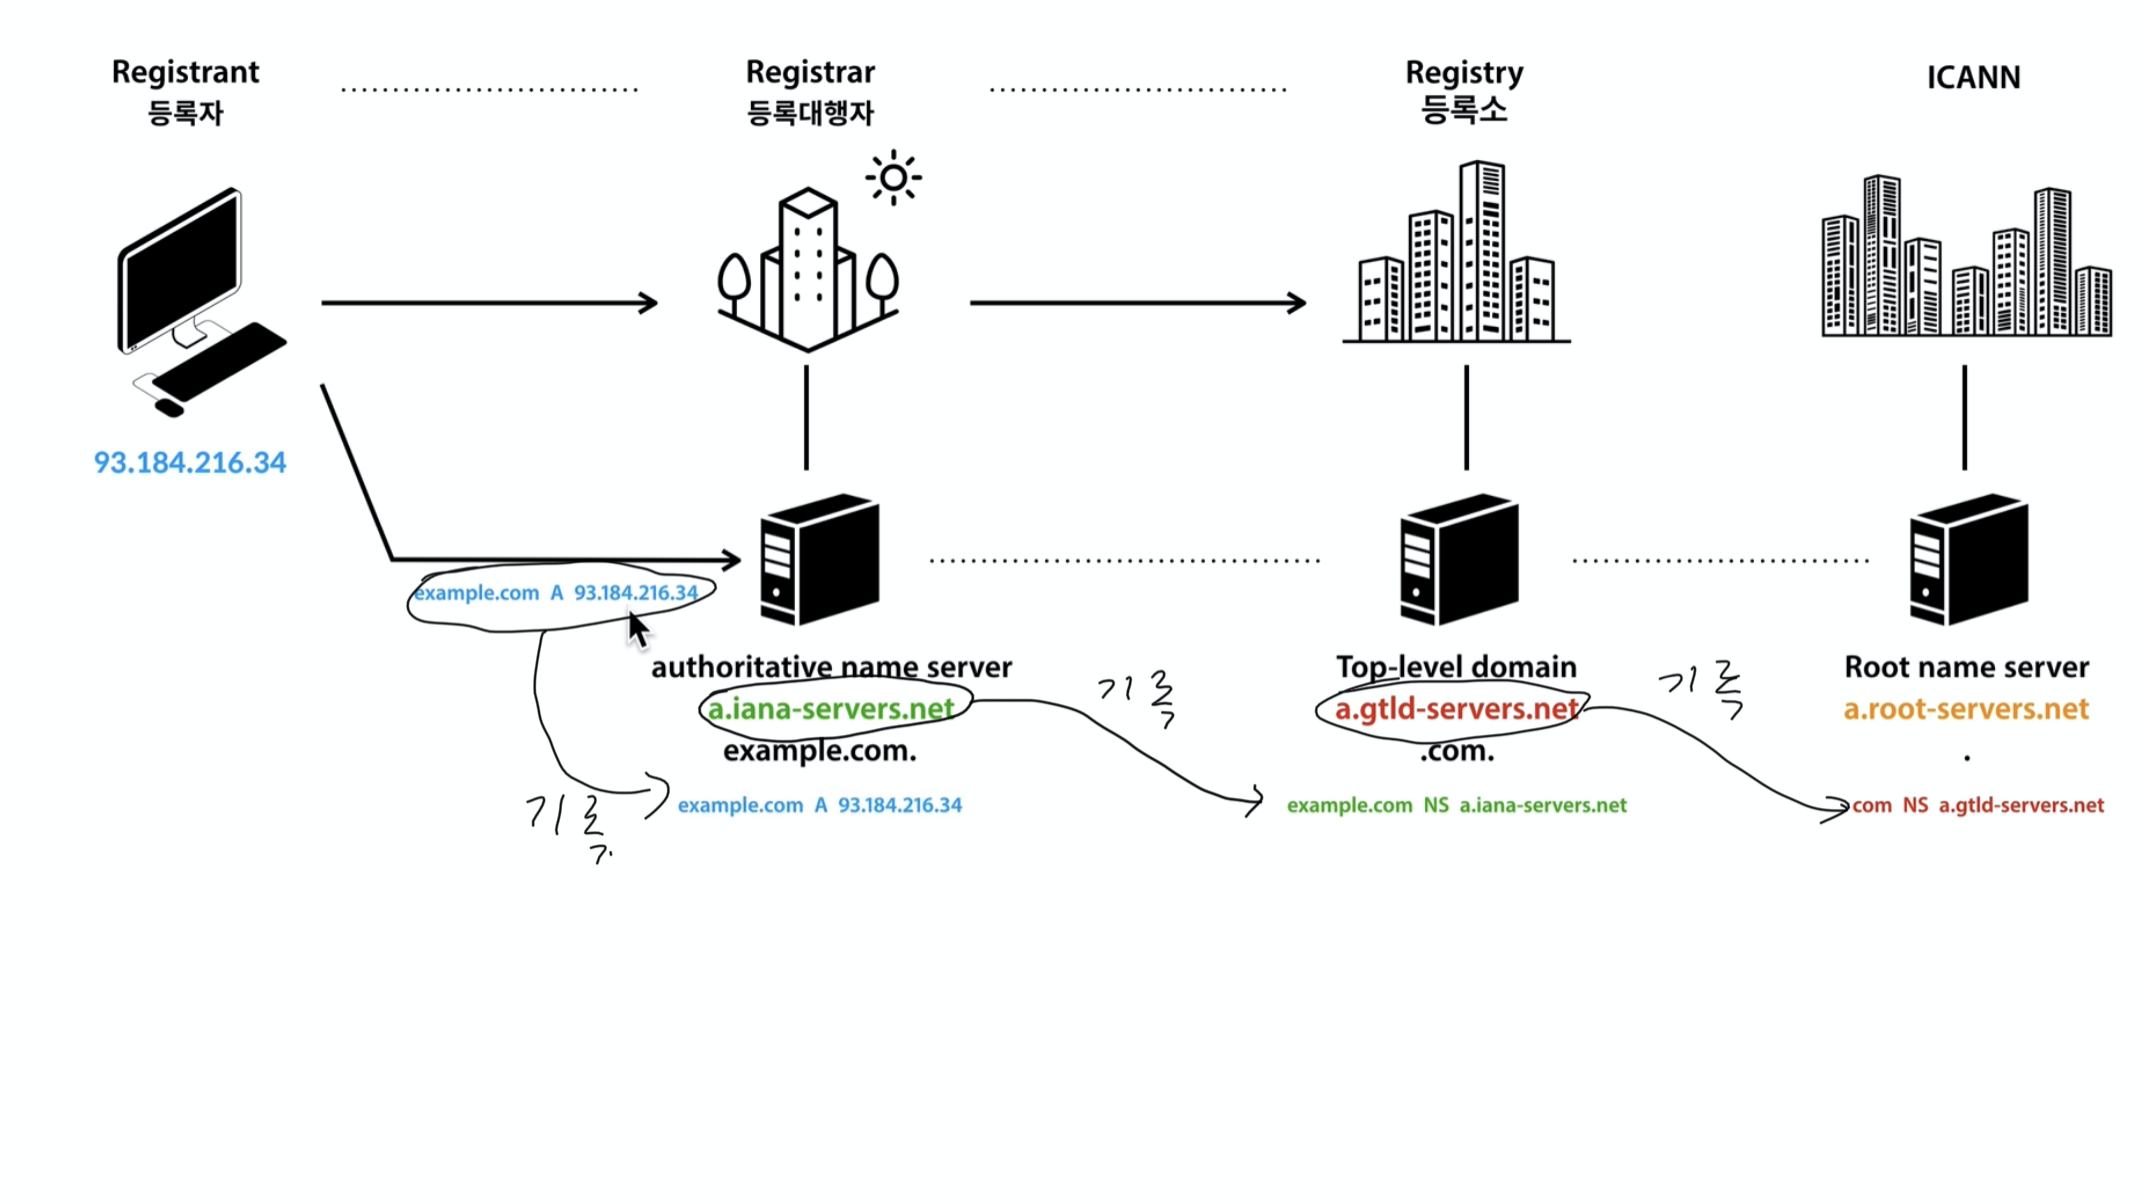 Registrant
등록자
Registrar
등록대행자
Registry
등록소
ICANN
93.184.216.34
example.com A 93.184.216.34
authoritative name server
a.iana-servers.net
example.com.
example.com A 93.184.216.34
기록
Top-level domain
a.gtld-servers.net
.com.
example.com NS a.iana-servers.net
기록
Root name server
a.root-servers.net
.
com NS a.gtld-servers.net
기록